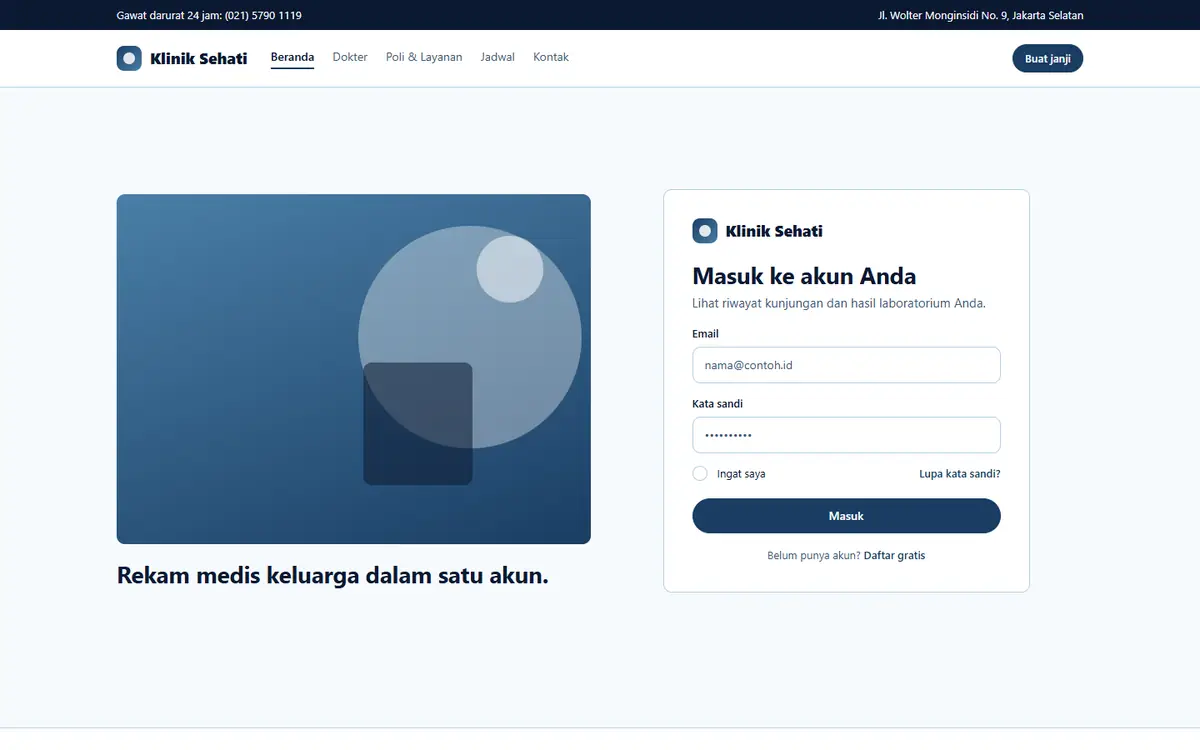 Gawat darurat 24 jam: (021) 5790 1119
Jl. Wolter Monginsidi No. 9, Jakarta Selatan
Klinik Sehati
Beranda
Dokter
Poli & Layanan
Jadwal
Kontak
Buat janji
Rekam medis keluarga dalam satu akun.
Klinik Sehati
Masuk ke akun Anda
Lihat riwayat kunjungan dan hasil laboratorium Anda.
Email
nama@contoh.id
Kata sandi
••••••••••
Ingat saya
Lupa kata sandi?
Masuk
Belum punya akun? Daftar gratis